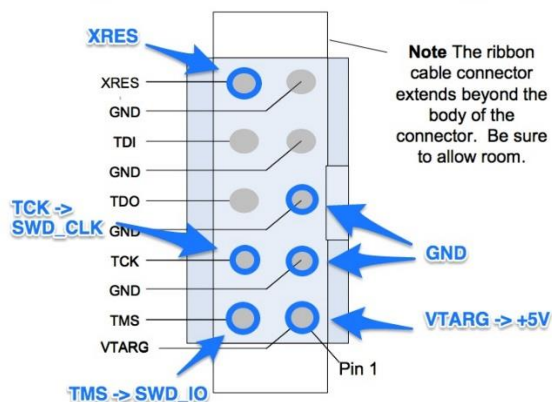 XRES
XRES
GND
TDI
GND
TDO
GND
TCK
GND
TMS
VTARG
TCK ->
SWD_CLK
TMS -> SWD_IO
Pin 1
GND
VTARG -> +5V
Note The ribbon
cable connector
extends beyond the
body of the
connector. Be sure
to allow room.